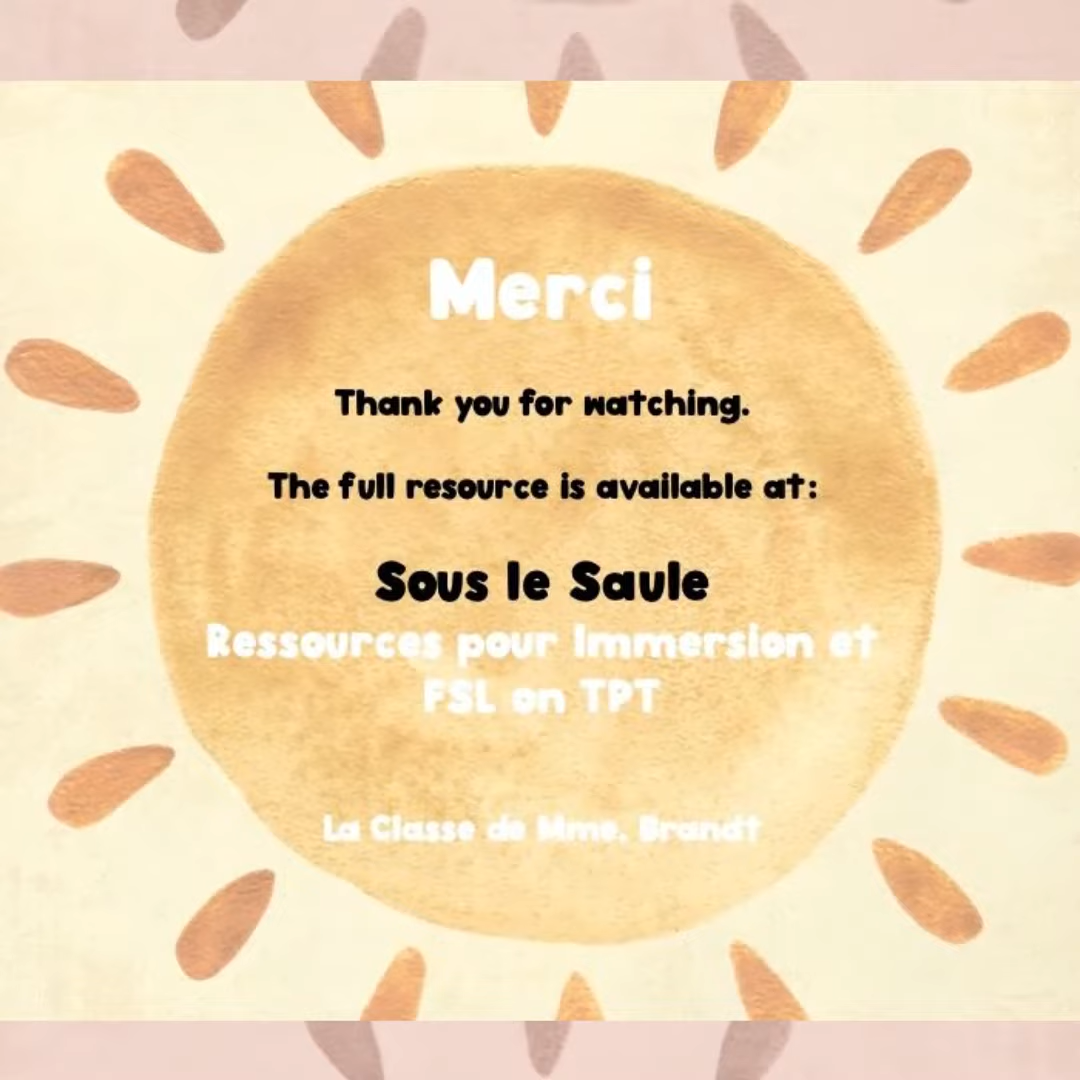 Merci
Thank you for watching.
The full resource is available at:
Sous le Saule
Ressources pour Immersion et
FSL on TPT
La Classe de Mme. Brandt